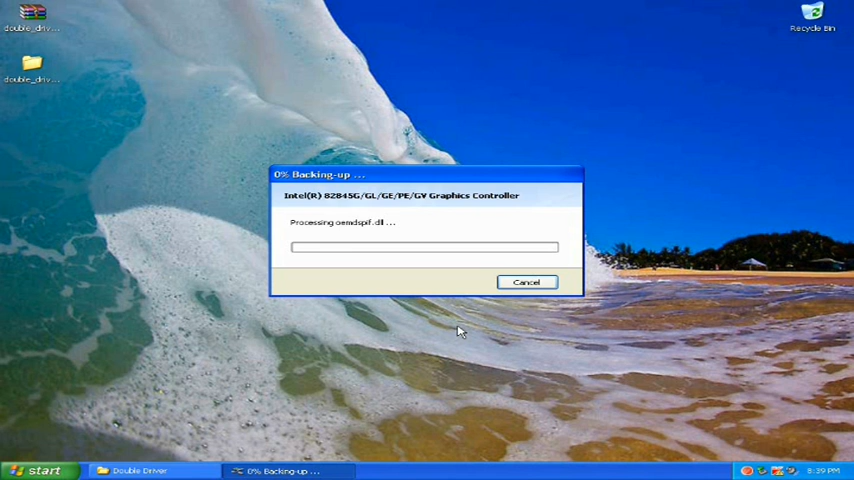 double_driv...
Recycle Bin
double_driv...
0% Backing-up ...
Intel(R) 82845G/GL/GE/PE/GV Graphics Controller
Processing oemdspif.dll ...
Cancel
start
Double Driver
0% Backing-up ...
8:39 PM